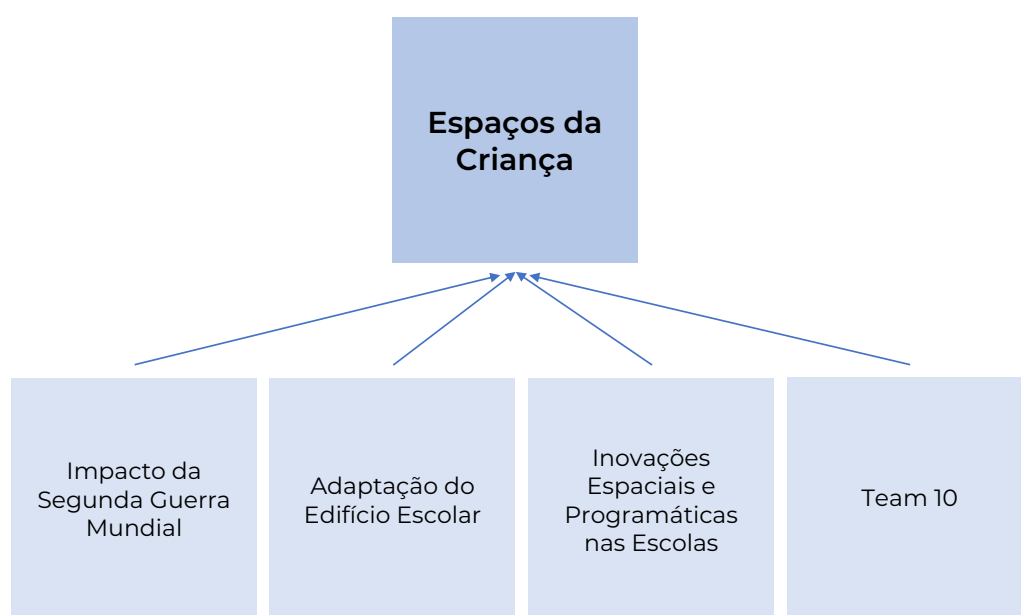 Espaços da
Criança
Impacto da
Segunda Guerra
Mundial
Adaptação do
Edifício Escolar
Inovações
Espaciais e
Programáticas
nas Escolas
Team 10